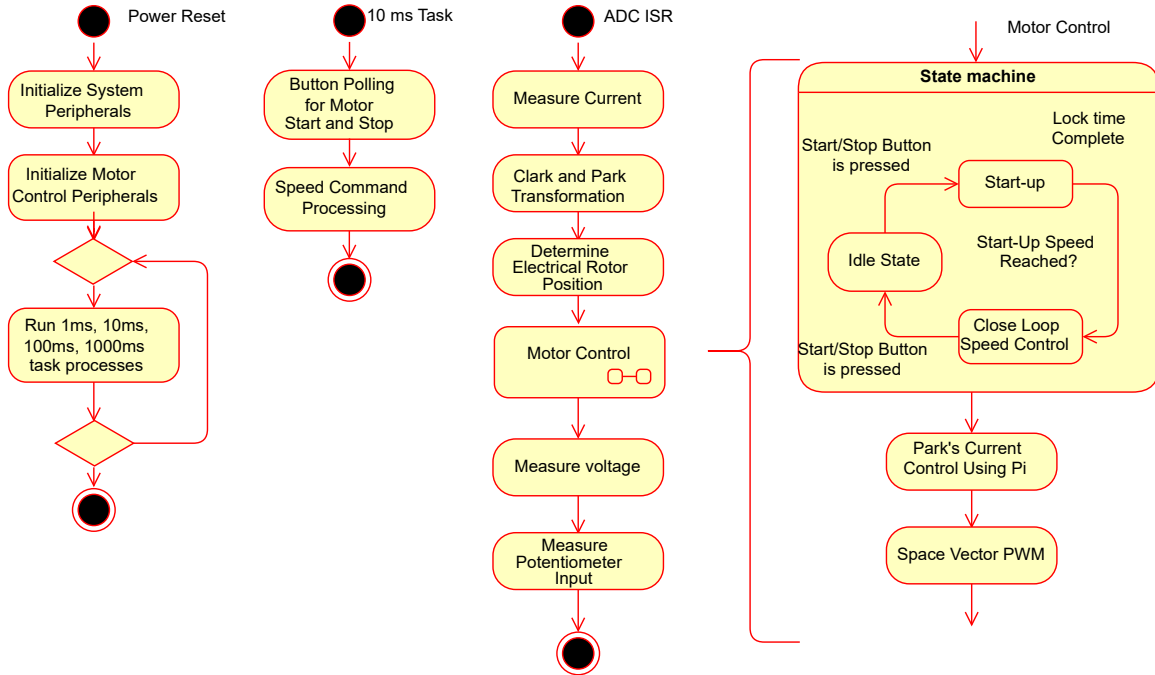 Power Reset
Initialize System
Peripherals
Initialize Motor
Control Peripherals
Run 1ms, 10ms,
100ms, 1000ms
task processes
10 ms Task
Button Polling
for Motor
Start and Stop
Speed Command
Processing
ADC ISR
Measure Current
Clark and Park
Transformation
Determine
Electrical Rotor
Position
Motor Control
Measure voltage
Measure
Potentiometer
Input
Motor Control
State machine
Lock time
Complete
Start/Stop Button
is pressed
Start-up
Start-Up Speed
Reached?
Idle State
Close Loop
Speed Control
Start/Stop Button
is pressed
Park's Current
Control Using Pi
Space Vector PWM